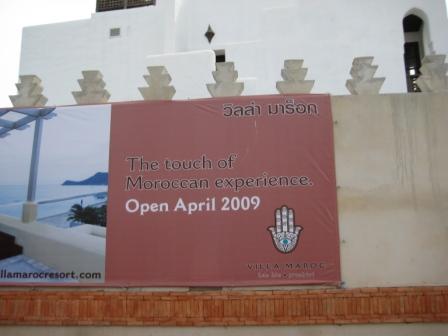 วิลล่า มาร็อก
The touch of
Moroccan experience.
Open April 2009
VILLA MAROC
llamarocresort.com